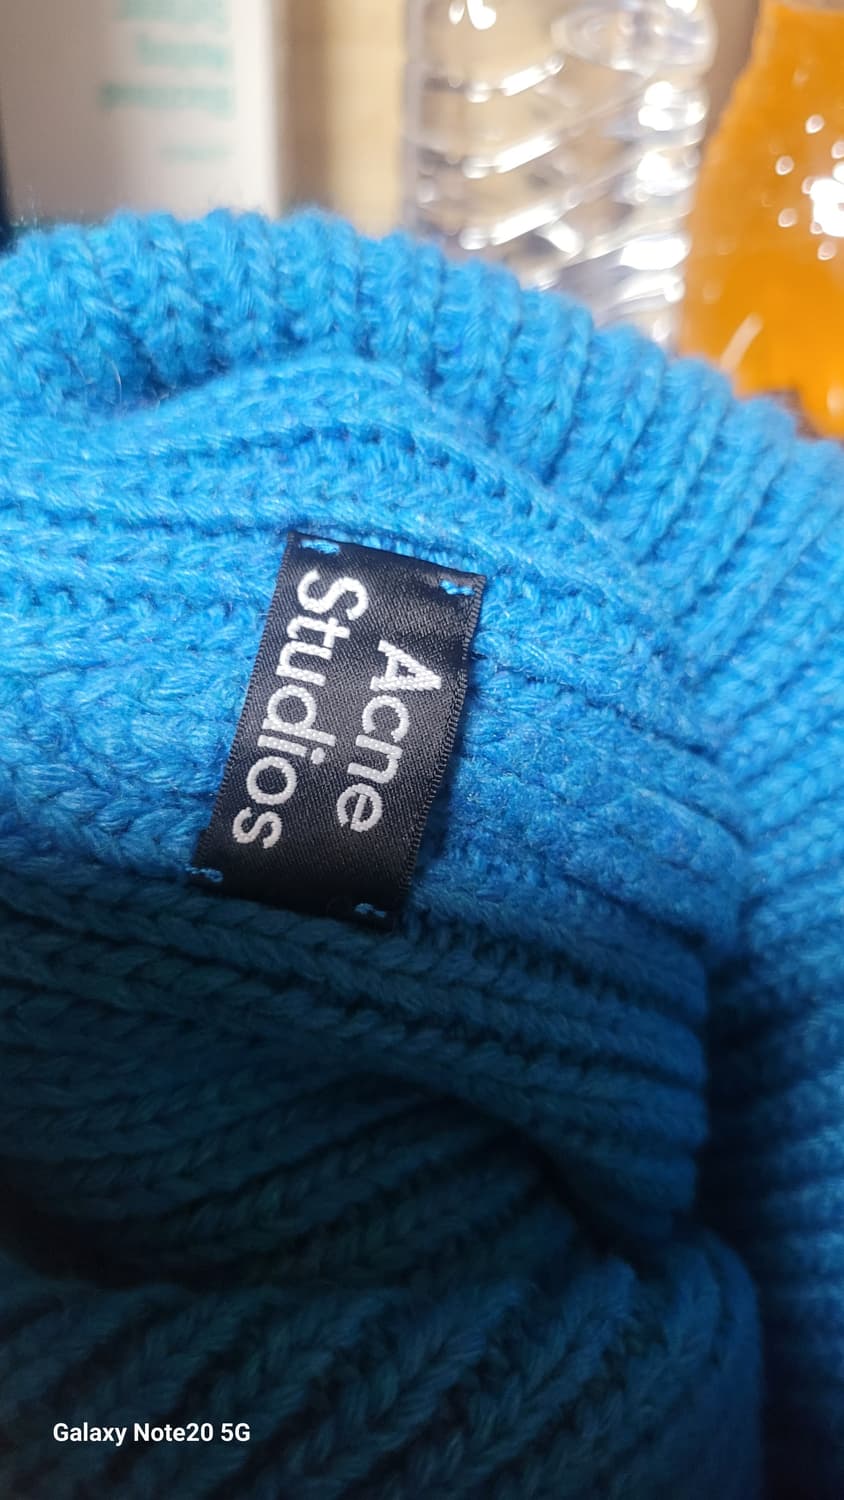 Acne
Studios
Galaxy Note20 5G